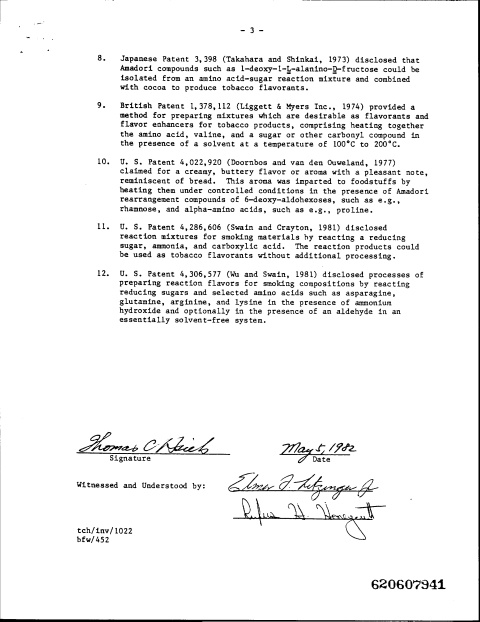 - 3 -
8. Japanese Patent 3,398 (Takahara and Shinkai, 1973) disclosed that
Amadori compounds such as 1-deoxy-1-L-alanino-D-fructose could be
isolated from an amino acid-sugar reaction mixture and combined
with cocoa to produce tobacco flavorants.
9. British Patent 1,378,112 (Liggett & Myers Inc., 1974) provided a
method for preparing mixtures which are desirable as flavorants and
flavor enhancers for tobacco products, comprising heating together
the amino acid, valine, and a sugar or other carbonyl compound in
the presence of a solvent at a temperature of 100°C to 200°C.
10. U. S. Patent 4,022,920 (Doornbos and van den Ouweland, 1977)
claimed for a creamy, buttery flavor or aroma with a pleasant note,
reminiscent of bread. This aroma was imparted to foodstuffs by
heating them under controlled conditions in the presence of Amadori
rearrangement compounds of 6-deoxy-aldohexoses, such as e.g.,
rhamnose, and alpha-amino acids, such as e.g., proline.
11. U. S. Patent 4,286,606 (Swain and Crayton, 1981) disclosed
reaction mixtures for smoking materials by reacting a reducing
sugar, ammonia, and carboxylic acid. The reaction products could
be used as tobacco flavorants without additional processing.
12. U. S. Patent 4,306,577 (Wu and Swain, 1981) disclosed processes of
preparing reaction flavors for smoking compositions by reacting
reducing sugars and selected amino acids such as asparagine,
glutamine, arginine, and lysine in the presence of ammonium
hydroxide and optionally in the presence of an aldehyde in an
essentially solvent-free system.
Thomas C May 5, 1982
Signature Date
Witnessed and Understood by: Elmer F. Litzinger Jr
Rufus H. Honeycutt
tch/inv/1022
bfw/452
620607941